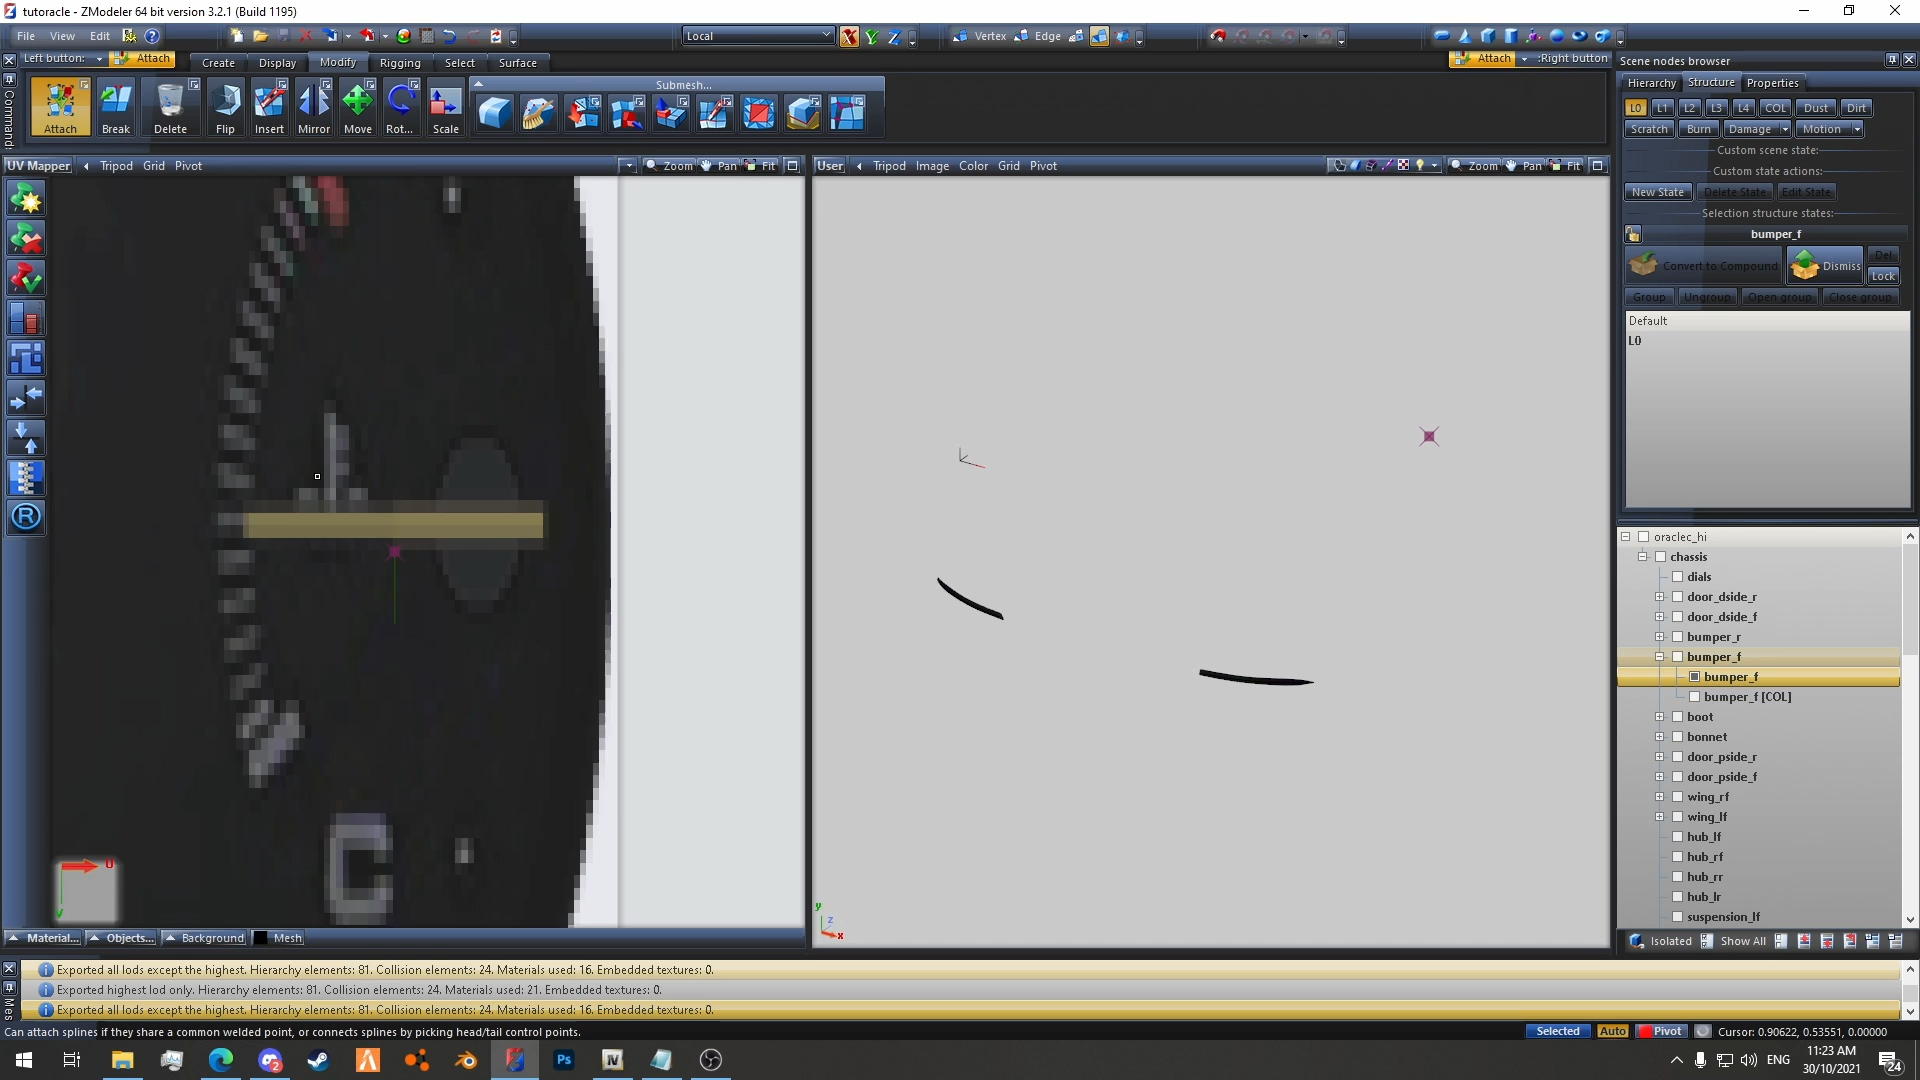 tutoracle - ZModeler 64 bit version 3.2.1 (Build 1195)
File View Edit
Local
Vertex Edge
Left button: Attach
Create Display Modify Rigging Select Surface
Attach :Right button
Commands
Attach Break Delete Flip Insert Mirror Move Rot... Scale
Submesh...
UV Mapper Tripod Grid Pivot
Zoom Pan Fit
User Tripod Image Color Grid Pivot
Zoom Pan Fit
C
U
V
y
z
x
Material... Objects... Background Mesh
Scene nodes browser
Hierarchy Structure Properties
L0 L1 L2 L3 L4 COL Dust Dirt
Scratch Burn Damage Motion
Custom scene state:
Custom state actions:
New State Delete State Edit State
Selection structure states:
bumper_f
Convert to Compound Dismiss Del
Lock
Group Ungroup Open group Close group
Default
L0
oraclec_hi
chassis
dials
door_dside_r
door_dside_f
bumper_r
bumper_f
bumper_f
bumper_f [COL]
boot
bonnet
door_pside_r
door_pside_f
wing_rf
wing_lf
hub_lf
hub_rf
hub_rr
hub_lr
suspension_lf
Isolated Show All
Mes
Exported all lods except the highest. Hierarchy elements: 81. Collision elements: 24. Materials used: 16. Embedded textures: 0.
Exported highest lod only. Hierarchy elements: 81. Collision elements: 24. Materials used: 21. Embedded textures: 0.
Exported all lods except the highest. Hierarchy elements: 81. Collision elements: 24. Materials used: 16. Embedded textures: 0.
Can attach splines if they share a common welded point, or connects splines by picking head/tail control points.
Selected Auto Pivot Cursor: 0.90622, 0.53551, 0.00000
2
Ps
IV
ENG
11:23 AM
30/10/2021
24